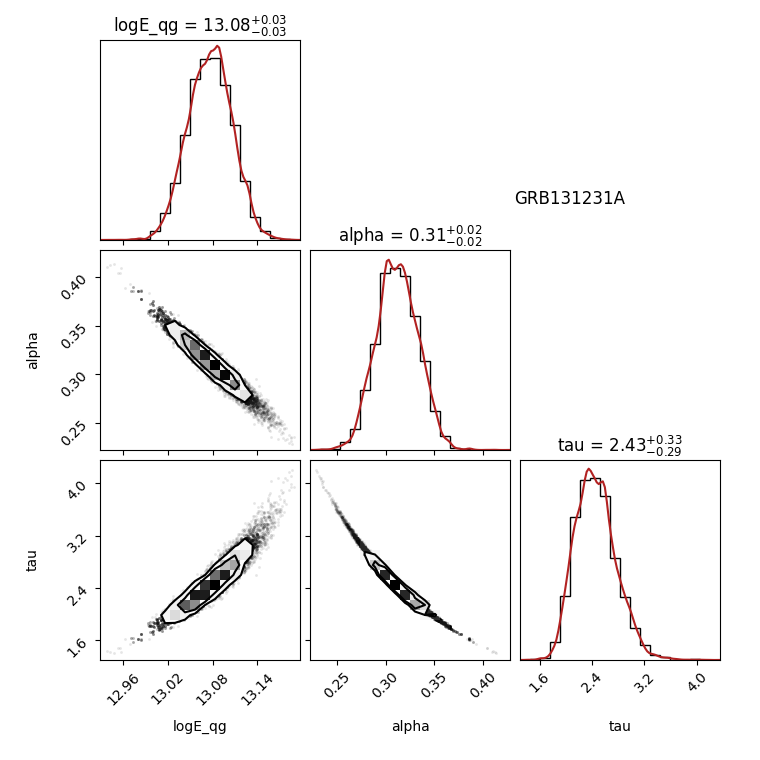 logE_qg = 13.08+0.03 −0.03
GRB131231A
alpha = 0.31+0.02 −0.02
0.40
0.35
0.30
0.25
alpha
tau = 2.43+0.33 −0.29
4.0
3.2
2.4
1.6
tau
12.96 13.02 13.08 13.14
0.25 0.30 0.35 0.40
1.6 2.4 3.2 4.0
logE_qg alpha tau